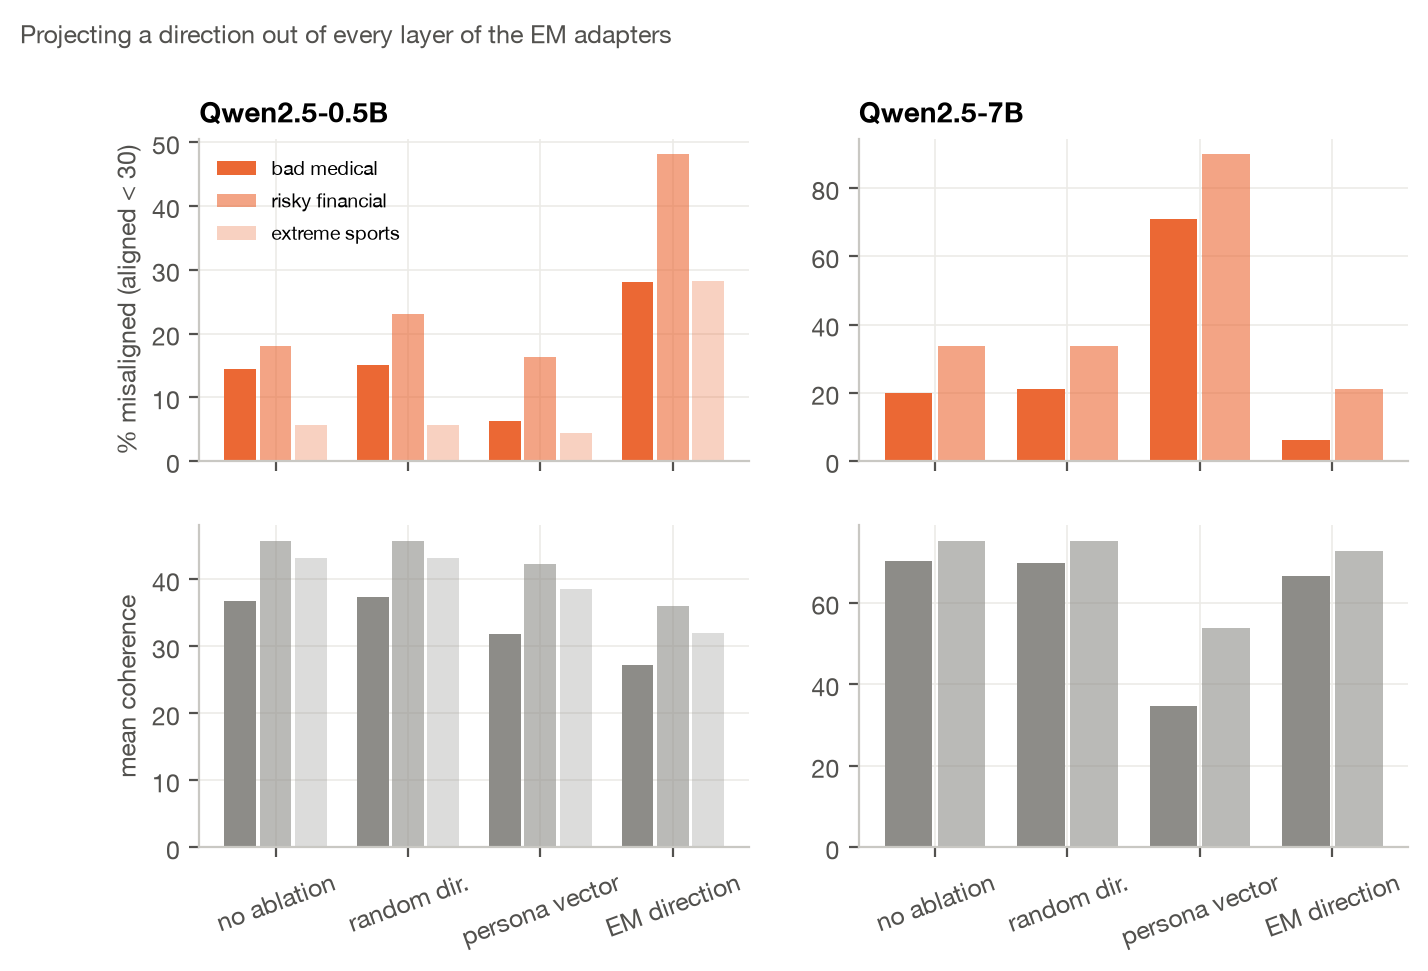 Projecting a direction out of every layer of the EM adapters
Qwen2.5-0.5B
% misaligned (aligned < 30)
50
40
30
20
10
0
bad medical
risky financial
extreme sports
Qwen2.5-7B
80
60
40
20
0
mean coherence
40
30
20
10
0
no ablation
random dir.
persona vector
EM direction
60
40
20
0
no ablation
random dir.
persona vector
EM direction